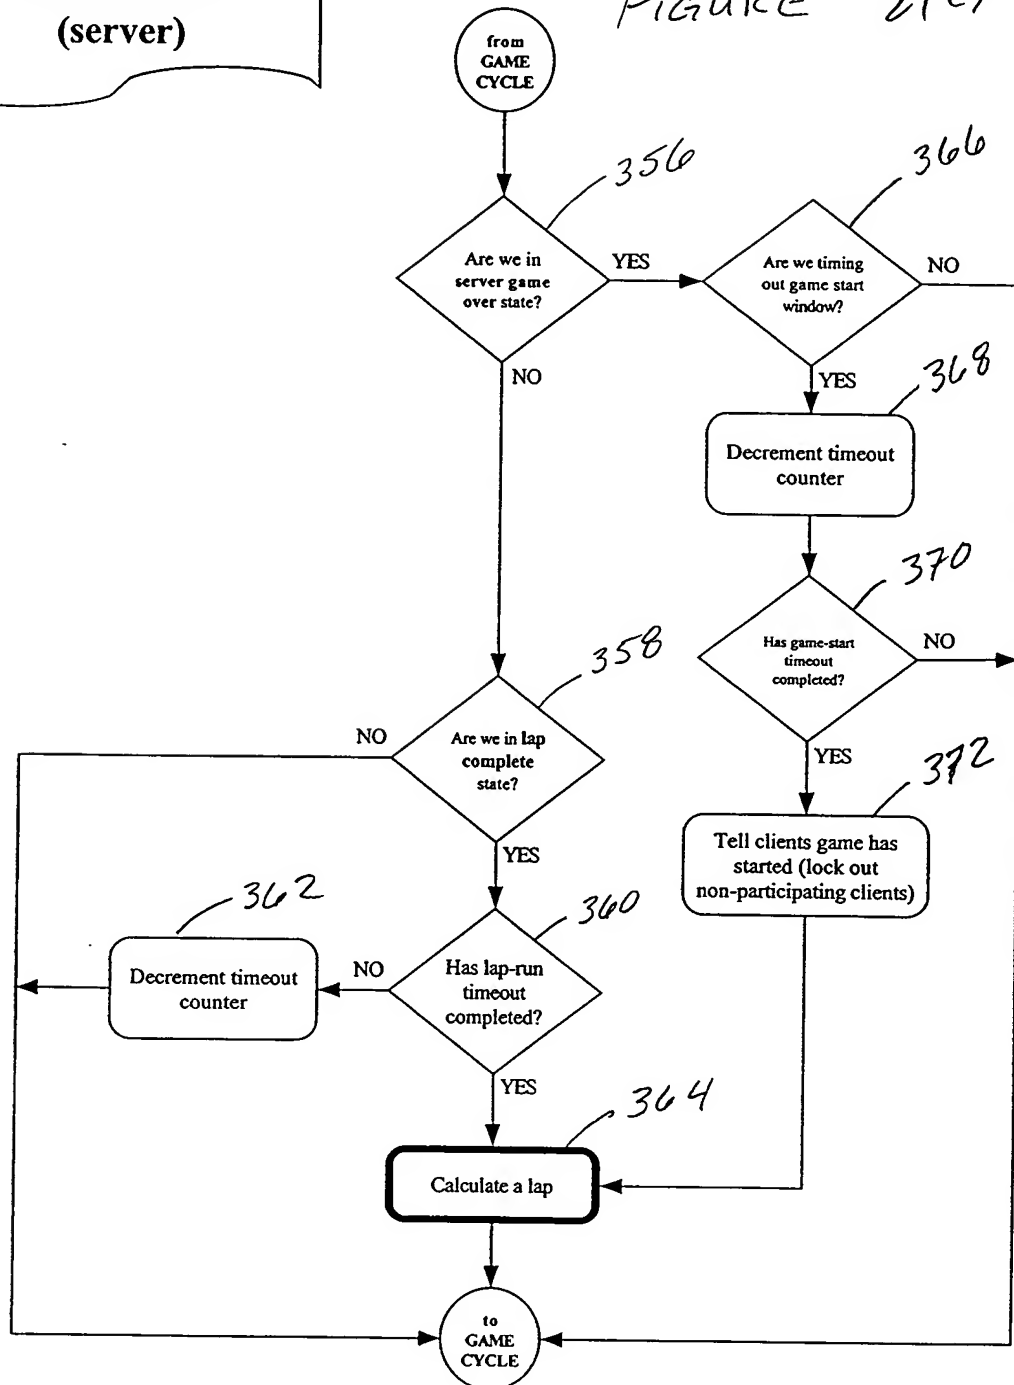 (server)
FIGURE
from
GAME
CYCLE
356
366
Are we in
server game
over state?
YES
Are we timing
out game start
window?
NO
NO
YES
368
Decrement timeout
counter
370
Has game-start
timeout
completed?
NO
358
Are we in lap
complete
state?
NO
YES
372
Tell clients game has
started (lock out
non-participating clients)
YES
362
360
Decrement timeout
counter
NO
Has lap-run
timeout
completed?
YES
364
Calculate a lap
to
GAME
CYCLE